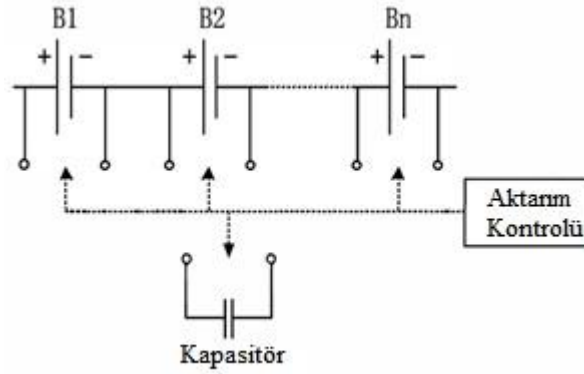 B1 B2 Bn
+ - + - + -
Aktarım
Kontrolü
Kapasitör